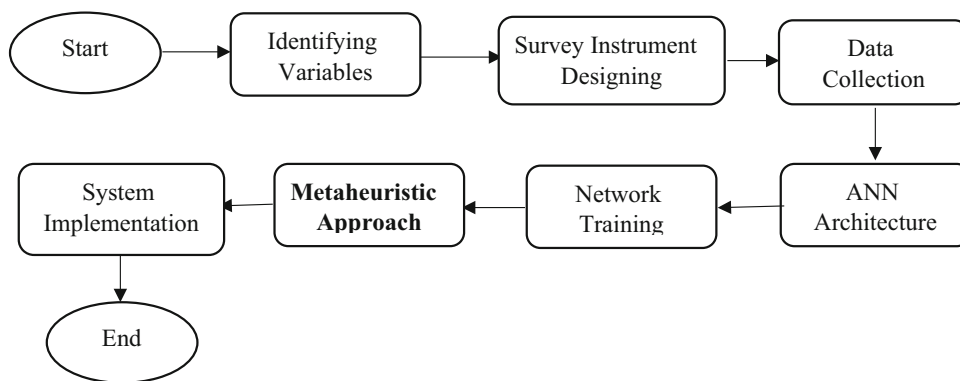 Start
Identifying
Variables
Survey Instrument
Designing
Data
Collection
ANN
Architecture
Network
Training
Metaheuristic
Approach
System
Implementation
End